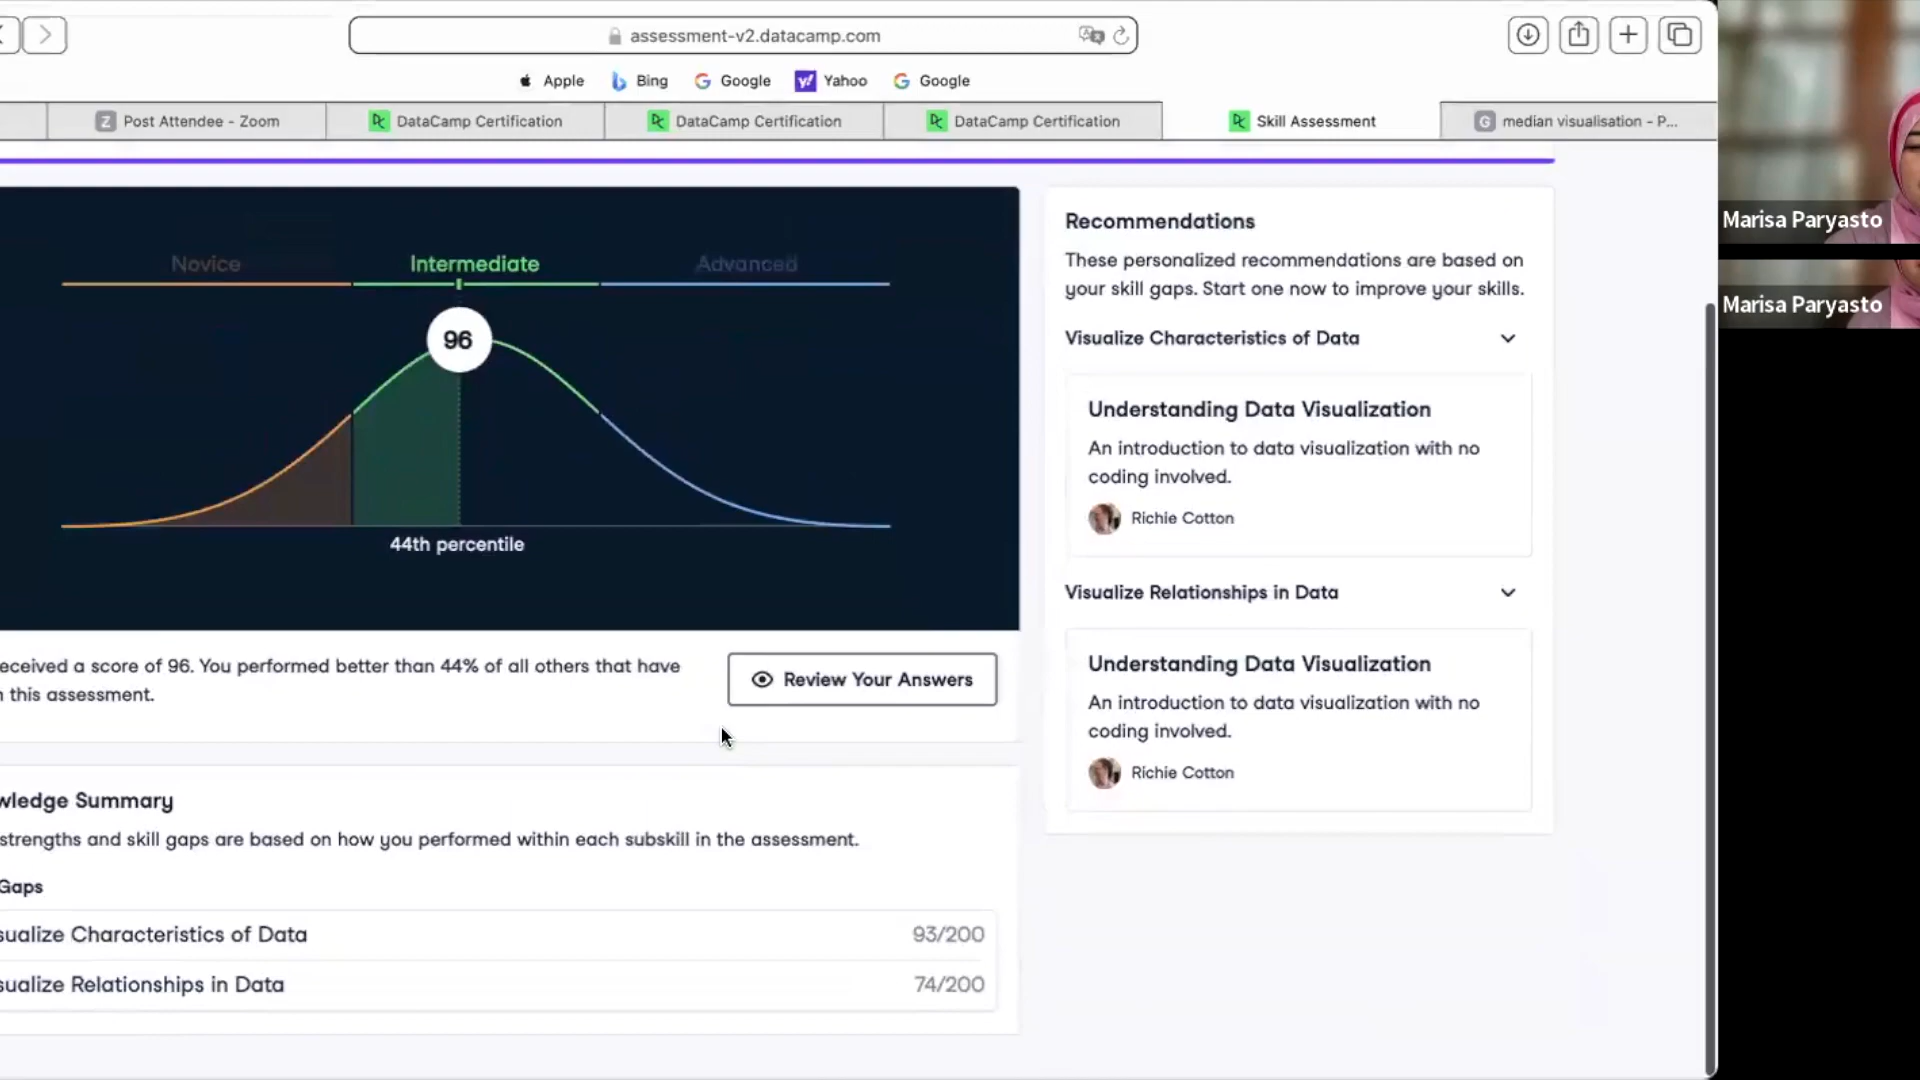 assessment-v2.datacamp.com
Apple
Bing
Google
Yahoo
Google
Post Attendee - Zoom
DataCamp Certification
DataCamp Certification
DataCamp Certification
Skill Assessment
median visualisation - P...
Novice
Intermediate
Advanced
96
44th percentile
eceived a score of 96. You performed better than 44% of all others that have
n this assessment.
Review Your Answers
wledge Summary
strengths and skill gaps are based on how you performed within each subskill in the assessment.
Gaps
sualize Characteristics of Data
93/200
sualize Relationships in Data
74/200
Recommendations
These personalized recommendations are based on
your skill gaps. Start one now to improve your skills.
Visualize Characteristics of Data
Understanding Data Visualization
An introduction to data visualization with no
coding involved.
Richie Cotton
Visualize Relationships in Data
Understanding Data Visualization
An introduction to data visualization with no
coding involved.
Richie Cotton
Marisa Paryasto
Marisa Paryasto